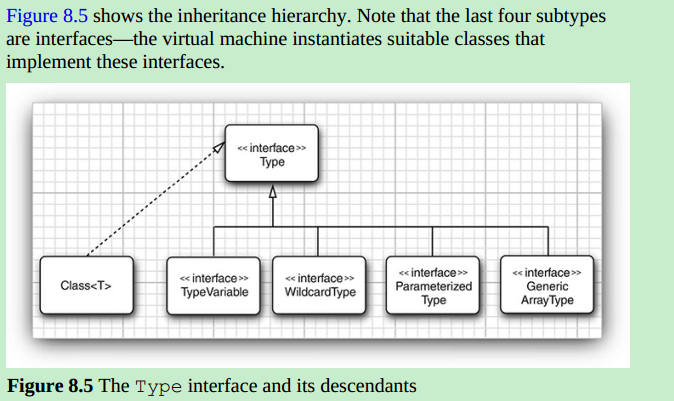 Figure 8.5 shows the inheritance hierarchy. Note that the last four subtypes
are interfaces—the virtual machine instantiates suitable classes that
implement these interfaces.
<< interface>>
Type
Class<T>
<< interface>>
TypeVariable
<< interface>>
WildcardType
<< interface>>
Parameterized
Type
<< interface>>
Generic
ArrayType
Figure 8.5 The Type interface and its descendants